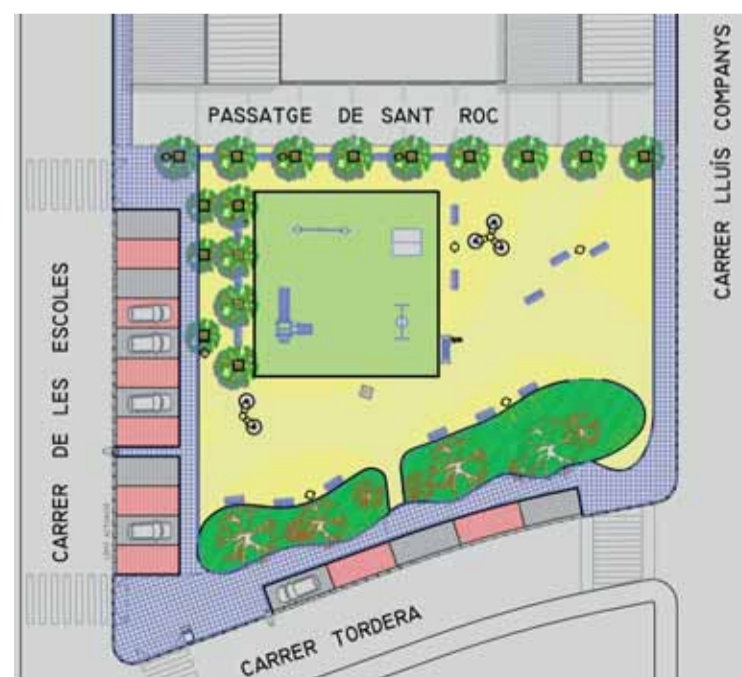 PASSATGE DE SANT ROC
CARRER LLUÍS COMPANYS
CARRER DE LES ESCOLES
CARRER TORDERA